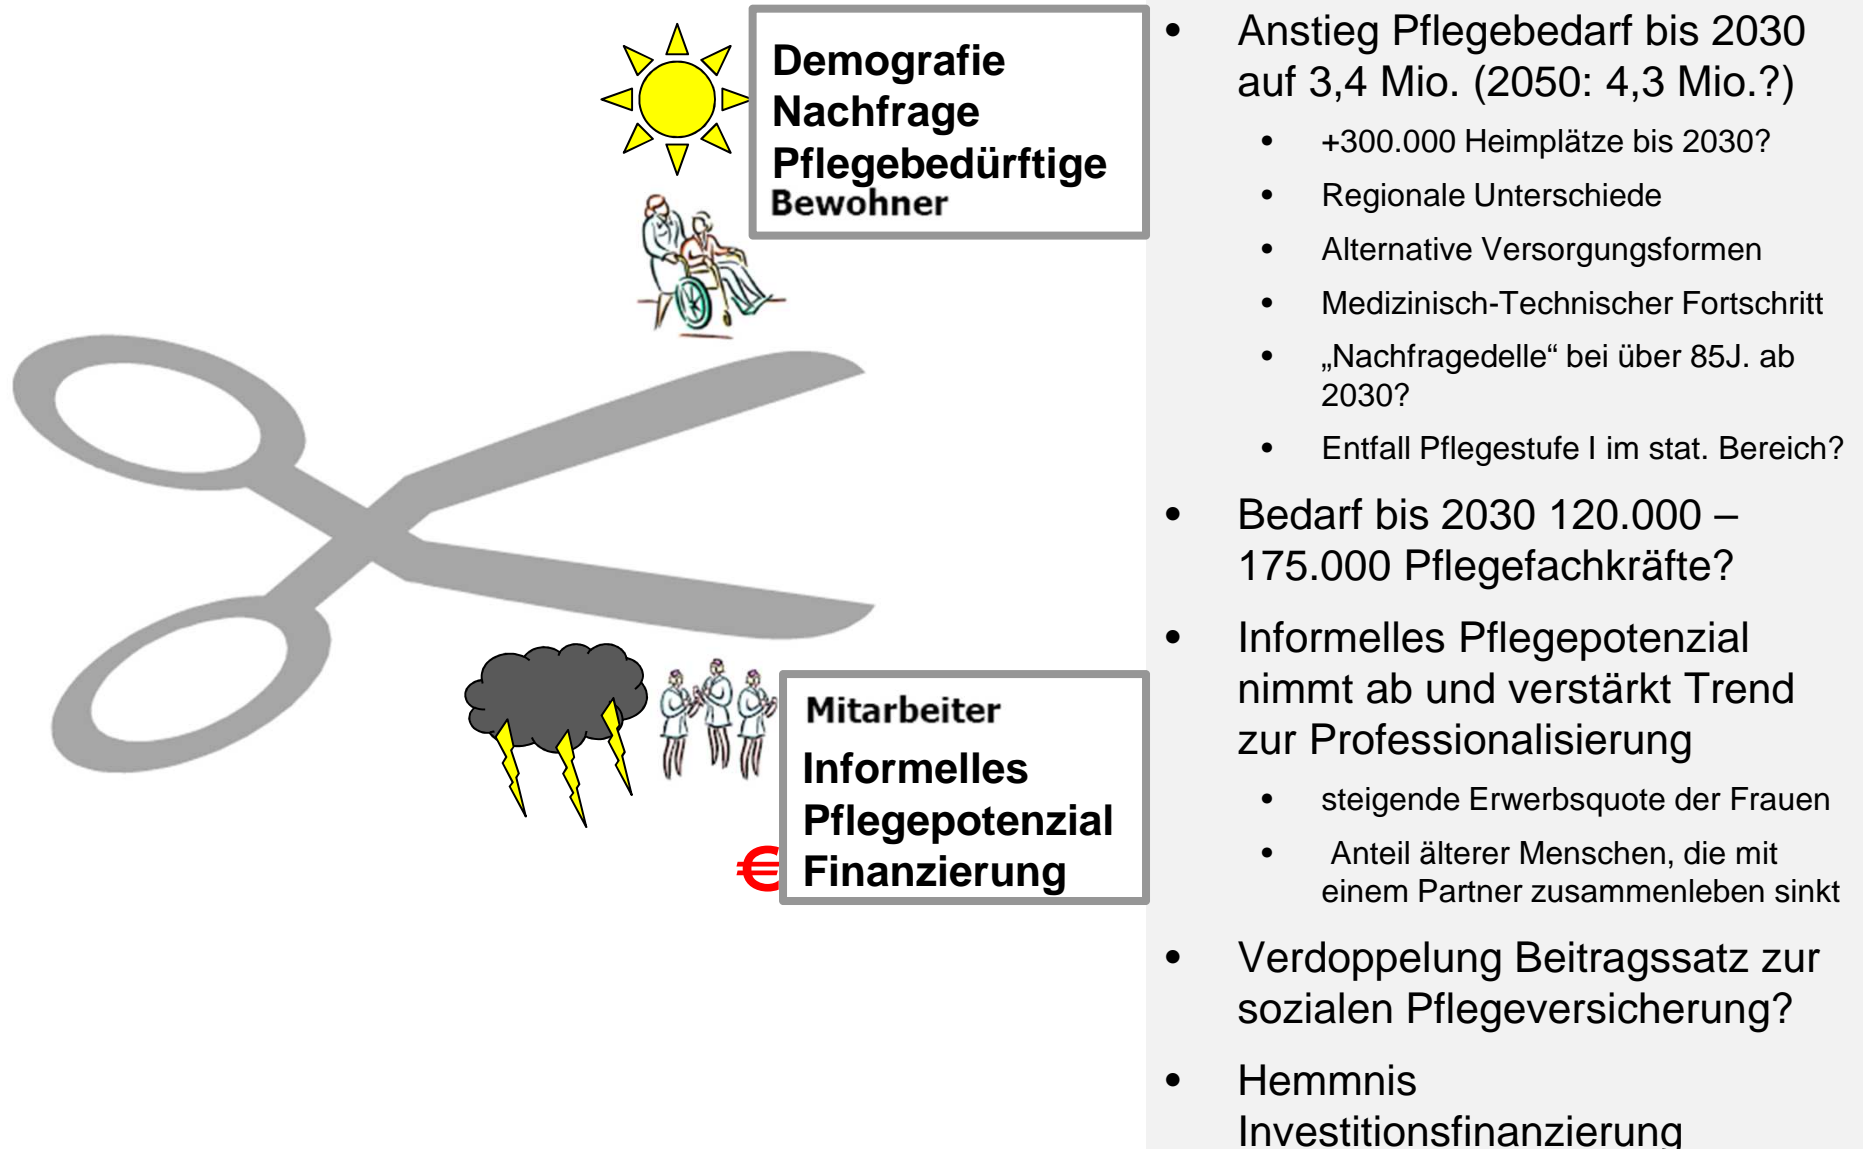 Demografie
Nachfrage
Pflegebedürftige
Bewohner
Mitarbeiter
Informelles
Pflegepotenzial
€ Finanzierung
• Anstieg Pflegebedarf bis 2030
auf 3,4 Mio. (2050: 4,3 Mio.?)
• +300.000 Heimplätze bis 2030?
• Regionale Unterschiede
• Alternative Versorgungsformen
• Medizinisch-Technischer Fortschritt
• „Nachfragedelle“ bei über 85J. ab
2030?
• Entfall Pflegestufe I im stat. Bereich?
• Bedarf bis 2030 120.000 –
175.000 Pflegefachkräfte?
• Informelles Pflegepotenzial
nimmt ab und verstärkt Trend
zur Professionalisierung
• steigende Erwerbsquote der Frauen
• Anteil älterer Menschen, die mit
einem Partner zusammenleben sinkt
• Verdoppelung Beitragssatz zur
sozialen Pflegeversicherung?
• Hemmnis
Investitionsfinanzierung